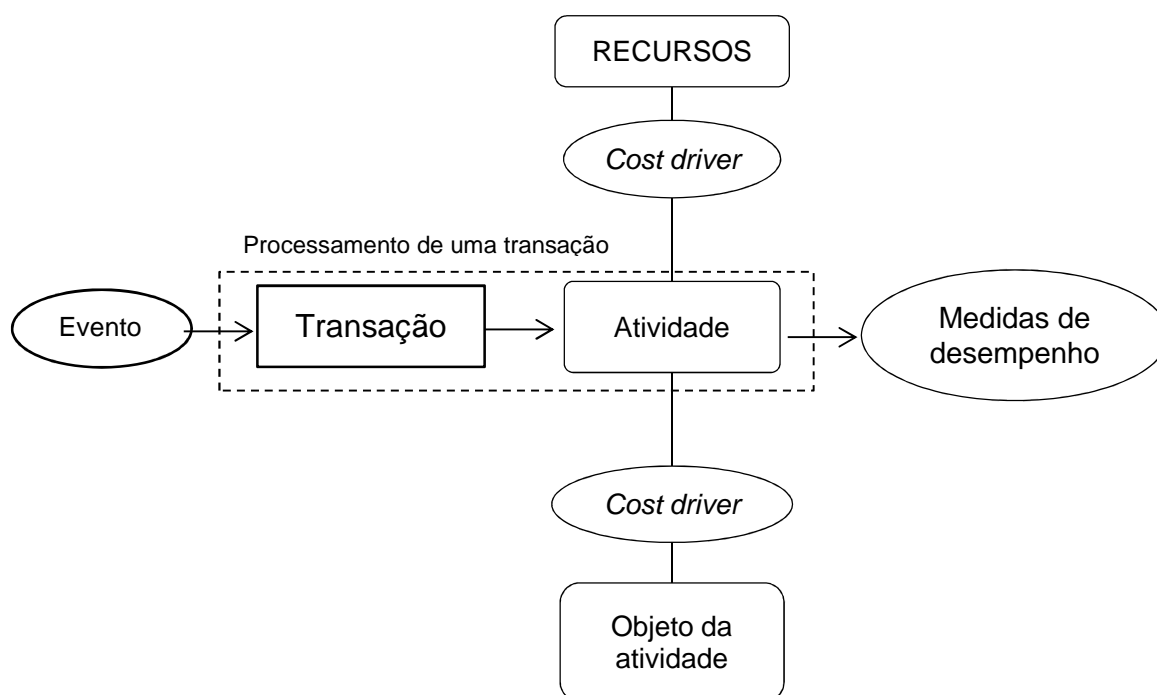 RECURSOS
Cost driver
Processamento de uma transação
Evento
Transação
Atividade
Medidas de
desempenho
Cost driver
Objeto da
atividade